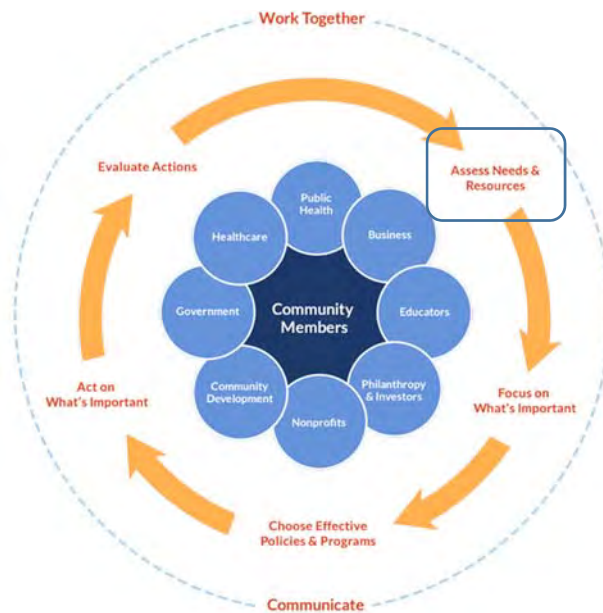 Work Together
Evaluate Actions
Assess Needs &
Resources
Public
Health
Healthcare
Business
Government
Community
Members
Educators
Act on
What's Important
Community
Development
Philanthropy
& Investors
Focus on
What's Important
Nonprofits
Choose Effective
Policies & Programs
Communicate